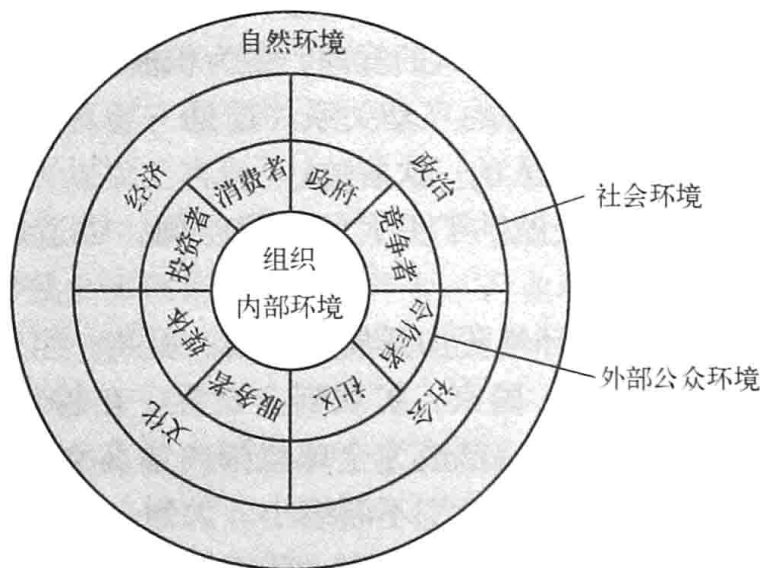 自然环境
经济
政治
消费者
政府
投资者
竞争者
社会环境
组织
内部环境
媒体
合作者
外部公众环境
服务者
社区
文化
社会